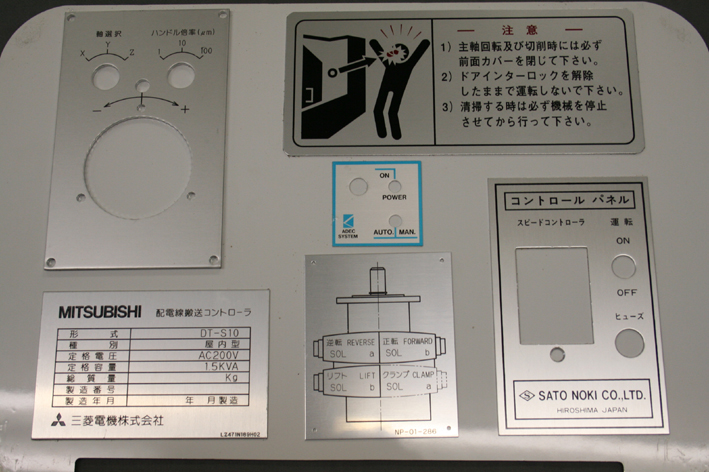 軸選択
ハンドル倍率(μm)
X Y Z
1 10 100
− +
注意
1) 主軸回転及び切削時には必ず
前面カバーを閉じて下さい。
2) ドアインターロックを解除
したままで運転しないで下さい。
3) 清掃する時は必ず機械を停止
させてから行って下さい。
ON
POWER
ADEC
SYSTEM
AUTO. MAN.
コントロール パネル
スピードコントローラ 運転
ON
OFF
ヒューズ
SATO NOKI CO.,LTD.
HIROSHIMA JAPAN
MITSUBISHI 配電線搬送コントローラ
形式 DT-S10
種別 屋内型
定格電圧 AC200V
定格容量 1.5KVA
総質量 Kg
製造番号
製造年月 年 月製造
三菱電機株式会社
LZ471N169H02
逆転 REVERSE
SOL a
正転 FORWARD
SOL b
リフト LIFT
SOL b
クランプ CLAMP
SOL a
NP-01-286